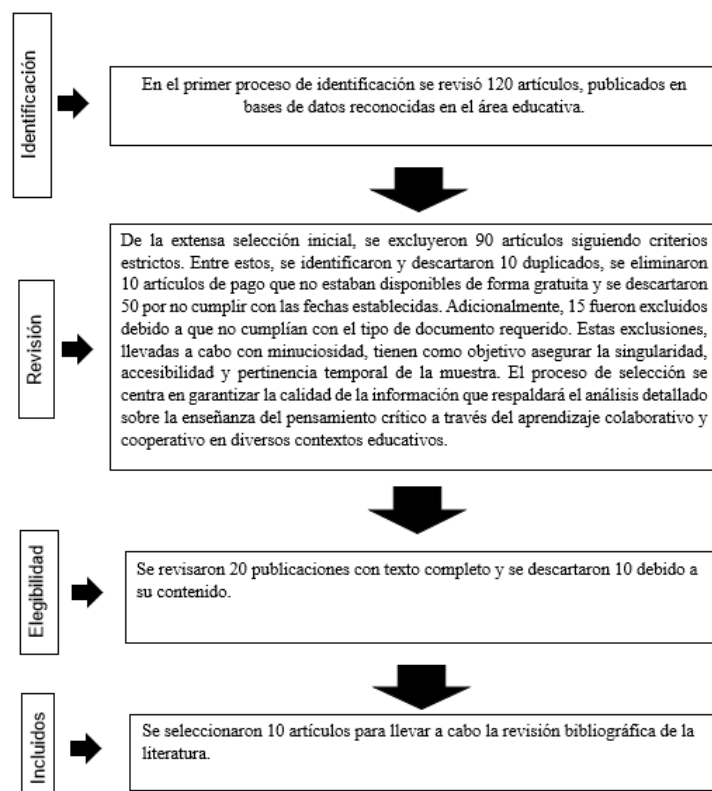 Identificación
En el primer proceso de identificación se revisó 120 artículos, publicados en
bases de datos reconocidas en el área educativa.
Revisión
De la extensa selección inicial, se excluyeron 90 artículos siguiendo criterios
estrictos. Entre estos, se identificaron y descartaron 10 duplicados, se eliminaron
10 artículos de pago que no estaban disponibles de forma gratuita y se descartaron
50 por no cumplir con las fechas establecidas. Adicionalmente, 15 fueron excluidos
debido a que no cumplían con el tipo de documento requerido. Estas exclusiones,
llevadas a cabo con minuciosidad, tienen como objetivo asegurar la singularidad,
accesibilidad y pertinencia temporal de la muestra. El proceso de selección se
centra en garantizar la calidad de la información que respaldará el análisis detallado
sobre la enseñanza del pensamiento crítico a través del aprendizaje colaborativo y
cooperativo en diversos contextos educativos.
Elegibilidad
Se revisaron 20 publicaciones con texto completo y se descartaron 10 debido a
su contenido.
Incluidos
Se seleccionaron 10 artículos para llevar a cabo la revisión bibliográfica de la
literatura.